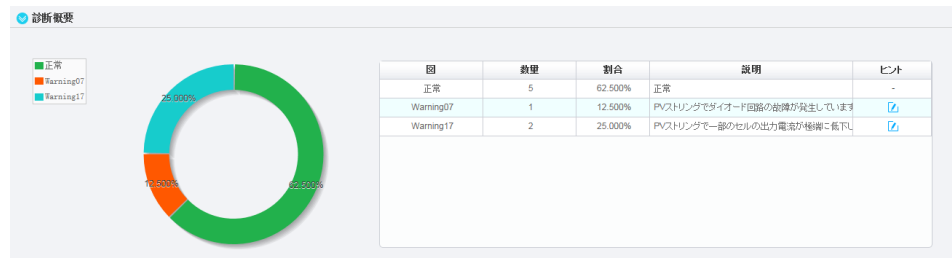 診断概要
正常
Warning07
Warning17
25.000%
12.500%
62.500%
図 数量 割合 説明 ヒント
正常 5 62.500% 正常 -
Warning07 1 12.500% PVストリングでダイオード回路の故障が発生しています
Warning17 2 25.000% PVストリングで一部のセルの出力電流が極端に低下し